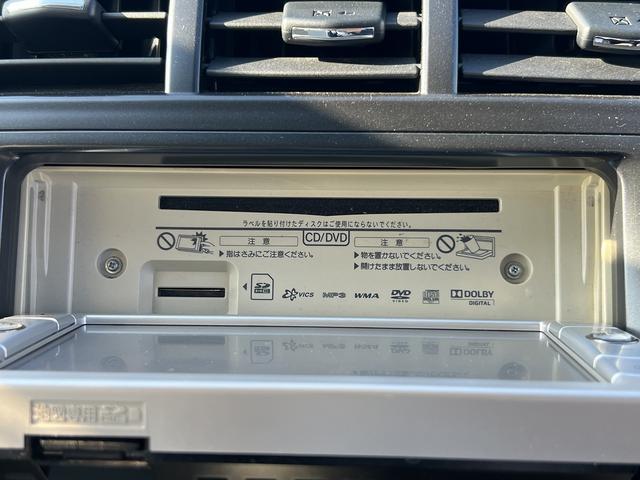 ラベルを貼り付けたディスクはご使用にならないでください。
注意 CD/DVD 注意
▶指はさみにご注意ください。
▶物を置かないでください。
▶開けたまま放置しないでください。
SD VICS MP3 WMA DVD VIDEO DOLBY DIGITAL